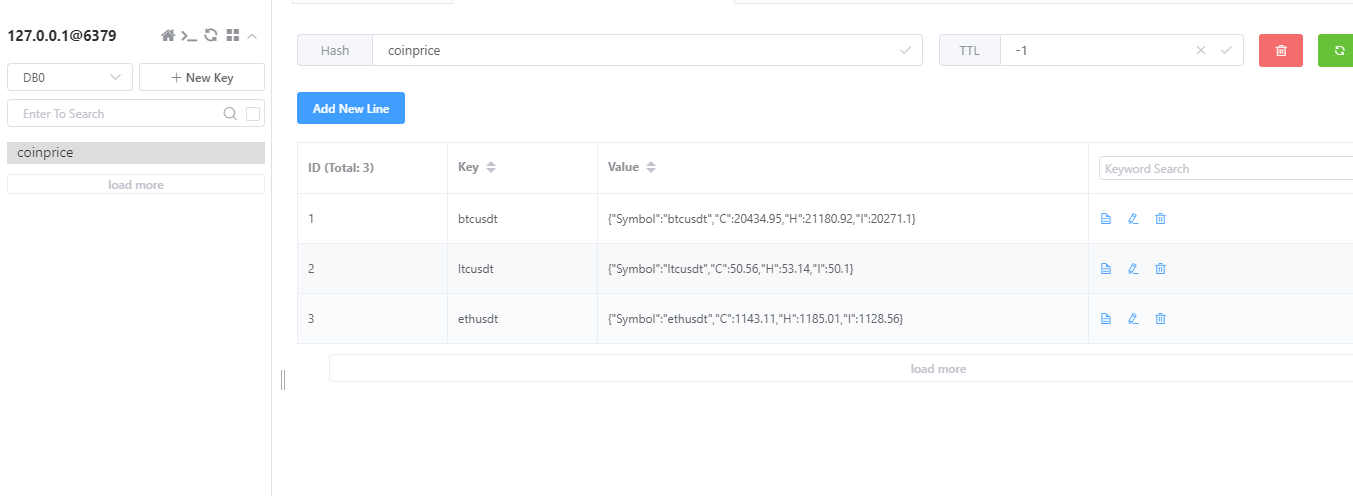 127.0.0.1@6379
DB0
+ New Key
Enter To Search
coinprice
load more
Hash
coinprice
TTL
-1
Add New Line
ID (Total: 3)
Key
Value
Keyword Search
1
btcusdt
{"Symbol":"btcusdt","C":20434.95,"H":21180.92,"I":20271.1}
2
ltcusdt
{"Symbol":"ltcusdt","C":50.56,"H":53.14,"I":50.1}
3
ethusdt
{"Symbol":"ethusdt","C":1143.11,"H":1185.01,"I":1128.56}
load more